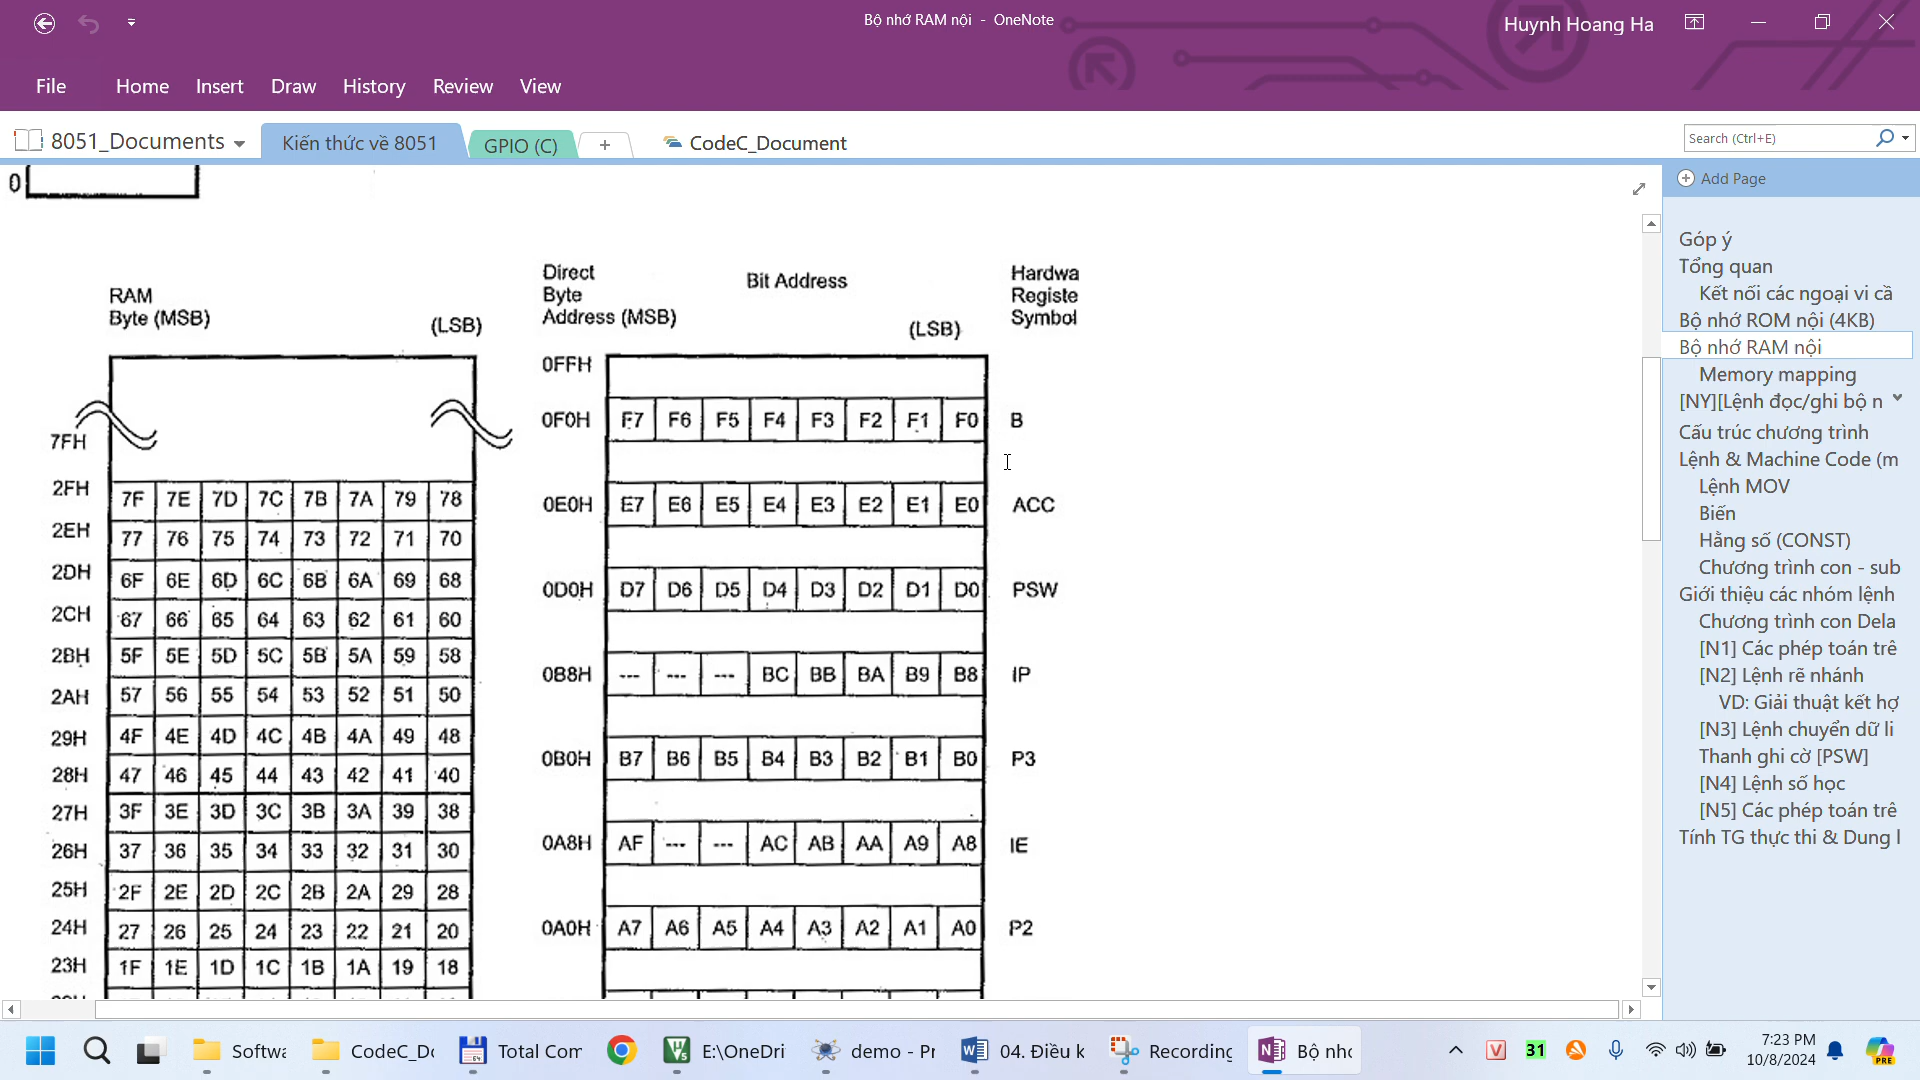 Bộ nhớ RAM nội - OneNote
Huynh Hoang Ha
File Home Insert Draw History Review View
8051_Documents Kiến thức về 8051 GPIO (C) + CodeC_Document
Search (Ctrl+E)
Add Page
0
RAM
Byte (MSB) (LSB)
7FH
2FH 7F 7E 7D 7C 7B 7A 79 78
2EH 77 76 75 74 73 72 71 70
2DH 6F 6E 6D 6C 6B 6A 69 68
2CH 67 66 65 64 63 62 61 60
2BH 5F 5E 5D 5C 5B 5A 59 58
2AH 57 56 55 54 53 52 51 50
29H 4F 4E 4D 4C 4B 4A 49 48
28H 47 46 45 44 43 42 41 40
27H 3F 3E 3D 3C 3B 3A 39 38
26H 37 36 35 34 33 32 31 30
25H 2F 2E 2D 2C 2B 2A 29 28
24H 27 26 25 24 23 22 21 20
23H 1F 1E 1D 1C 1B 1A 19 18
Direct
Byte
Address (MSB)
Bit Address
(LSB)
Hardwa
Registe
Symbol
0FFH
0F0H F7 F6 F5 F4 F3 F2 F1 F0 B
0E0H E7 E6 E5 E4 E3 E2 E1 E0 ACC
0D0H D7 D6 D5 D4 D3 D2 D1 D0 PSW
0B8H --- --- --- BC BB BA B9 B8 IP
0B0H B7 B6 B5 B4 B3 B2 B1 B0 P3
0A8H AF --- --- AC AB AA A9 A8 IE
0A0H A7 A6 A5 A4 A3 A2 A1 A0 P2
Góp ý
Tổng quan
Kết nối các ngoại vi cầ
Bộ nhớ ROM nội (4KB)
Bộ nhớ RAM nội
Memory mapping
[NY][Lệnh đọc/ghi bộ n
Cấu trúc chương trình
Lệnh & Machine Code (m
Lệnh MOV
Biến
Hằng số (CONST)
Chương trình con - sub
Giới thiệu các nhóm lệnh
Chương trình con Dela
[N1] Các phép toán trê
[N2] Lệnh rẽ nhánh
VD: Giải thuật kết hợ
[N3] Lệnh chuyển dữ li
Thanh ghi cờ [PSW]
[N4] Lệnh số học
[N5] Các phép toán trê
Tính TG thực thi & Dung l
Softwa CodeC_Do Total Com E:\OneDri demo - Pr 04. Điều k Recording Bộ nhớ
31
7:23 PM
10/8/2024
PRE